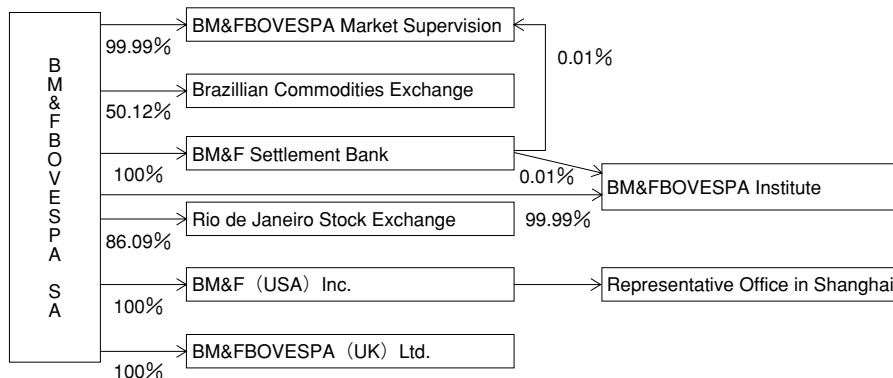 BM&FBOVESPA SA
BM&FBOVESPA Market Supervision
99.99%
0.01%
Brazillian Commodities Exchange
50.12%
BM&F Settlement Bank
100%
0.01%
BM&FBOVESPA Institute
99.99%
Rio de Janeiro Stock Exchange
86.09%
BM&F（USA）Inc.
Representative Office in Shanghai
100%
BM&FBOVESPA（UK）Ltd.
100%